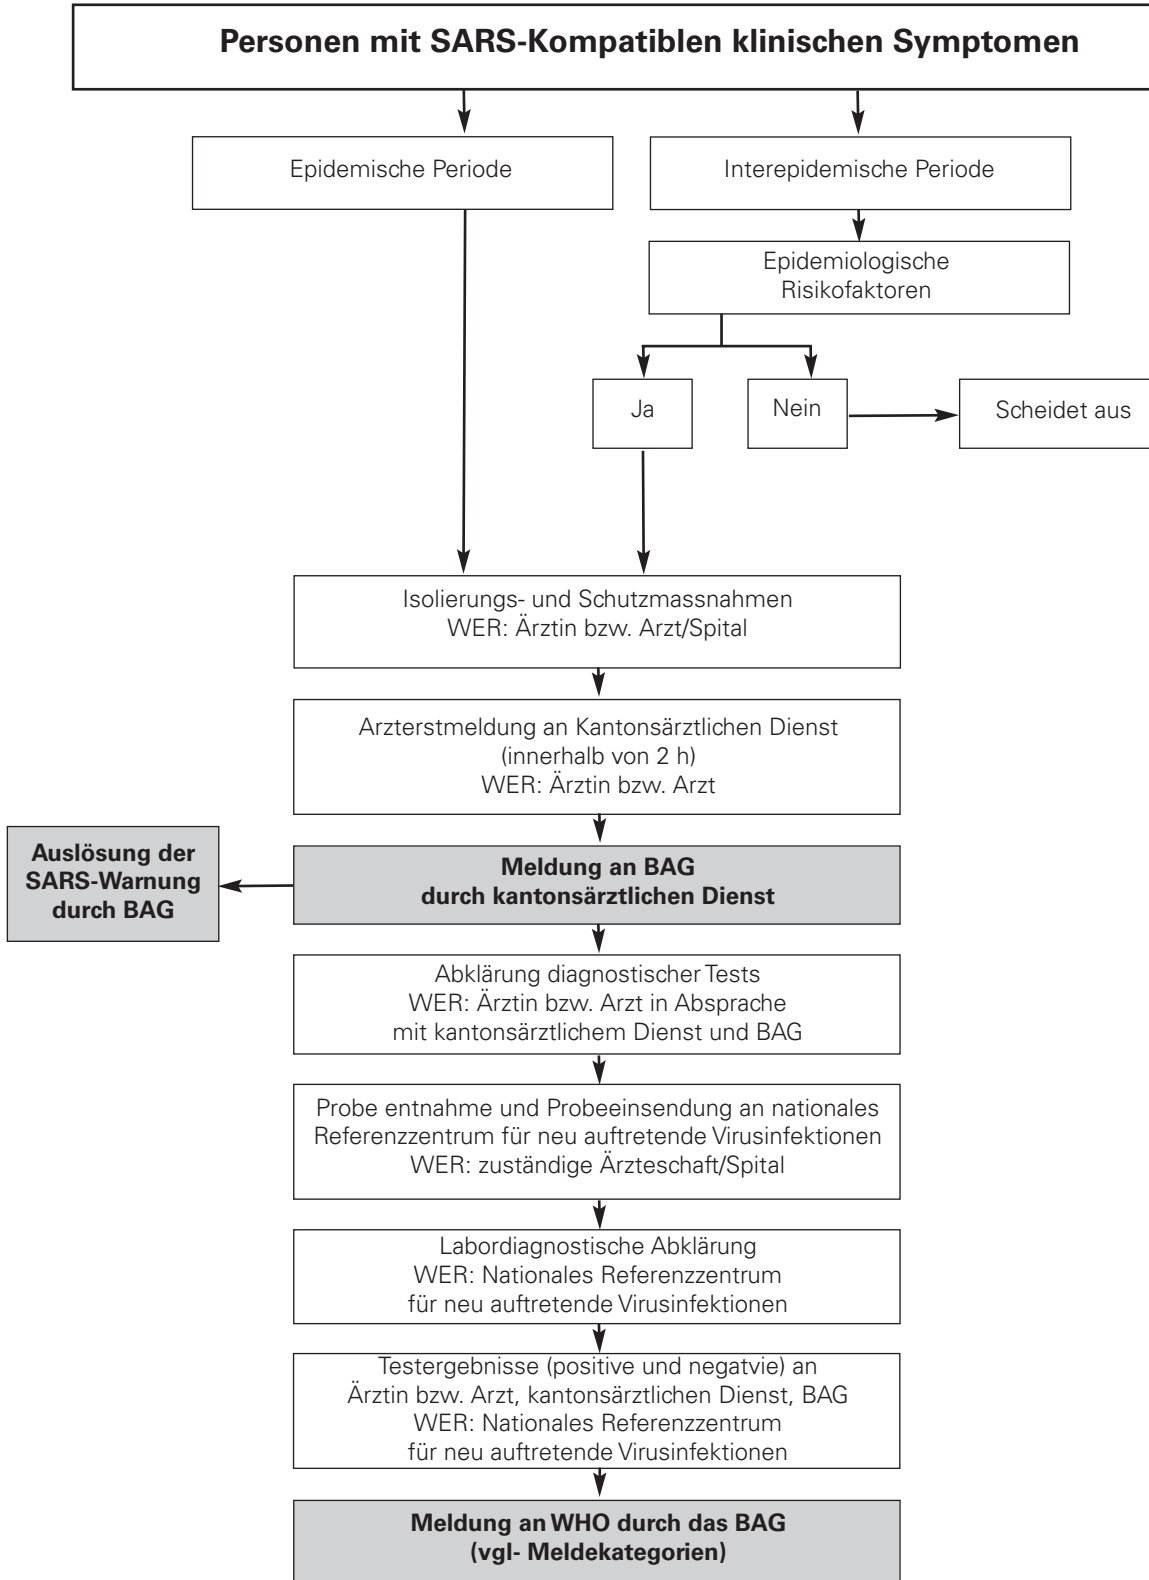 Personen mit SARS-Kompatiblen klinischen Symptomen
Epidemische Periode
Interepidemische Periode
Epidemiologische
Risikofaktoren
Ja
Nein
Scheidet aus
Isolierungs- und Schutzmassnahmen
WER: Ärztin bzw. Arzt/Spital
Arzterstmeldung an Kantonsärztlichen Dienst
(innerhalb von 2 h)
WER: Ärztin bzw. Arzt
Auslösung der
SARS-Warnung
durch BAG
Meldung an BAG
durch kantonsärztlichen Dienst
Abklärung diagnostischer Tests
WER: Ärztin bzw. Arzt in Absprache
mit kantonsärztlichem Dienst und BAG
Probe entnahme und Probeeinsendung an nationales
Referenzzentrum für neu auftretende Virusinfektionen
WER: zuständige Ärzteschaft/Spital
Labordiagnostische Abklärung
WER: Nationales Referenzzentrum
für neu auftretende Virusinfektionen
Testergebnisse (positive und negatvie) an
Ärztin bzw. Arzt, kantonsärztlichen Dienst, BAG
WER: Nationales Referenzzentrum
für neu auftretende Virusinfektionen
Meldung an WHO durch das BAG
(vgl- Meldekategorien)